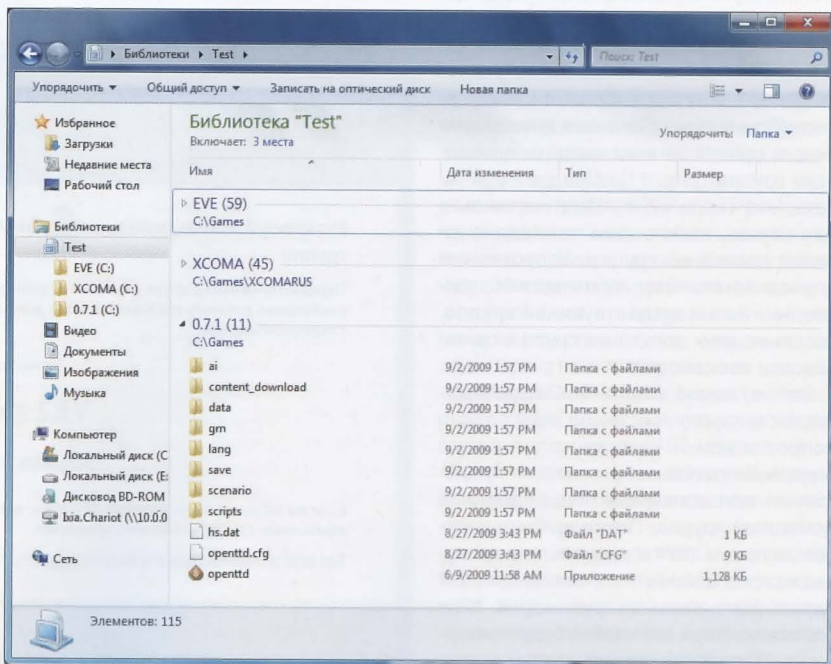 Библиотеки ▸ Test ▸
Поиск: Test
Упорядочить ▾ Общий доступ ▾ Записать на оптический диск Новая папка
Избранное
Загрузки
Недавние места
Рабочий стол
Библиотеки
Test
EVE (C:)
XCOMA (C:)
0.7.1 (C:)
Видео
Документы
Изображения
Музыка
Компьютер
Локальный диск (C
Локальный диск (E:
Дисковод BD-ROM
bia.Chariot (\\10.0.0
Сеть
Библиотека "Test"
Включает: 3 места
Упорядочить: Папка ▾
Имя Дата изменения Тип Размер
EVE (59)
C:\Games
XCOMA (45)
C:\Games\XCOMARUS
0.7.1 (11)
C:\Games
ai 9/2/2009 1:57 PM Папка с файлами
content_download 9/2/2009 1:57 PM Папка с файлами
data 9/2/2009 1:57 PM Папка с файлами
gm 9/2/2009 1:57 PM Папка с файлами
lang 9/2/2009 1:57 PM Папка с файлами
save 9/2/2009 1:57 PM Папка с файлами
scenario 9/2/2009 1:57 PM Папка с файлами
scripts 9/2/2009 1:57 PM Папка с файлами
hs.dat 8/27/2009 3:43 PM Файл "DAT" 1 КБ
openttd.cfg 8/27/2009 3:43 PM Файл "CFG" 9 КБ
openttd 6/9/2009 11:58 AM Приложение 1,128 КБ
Элементов: 115